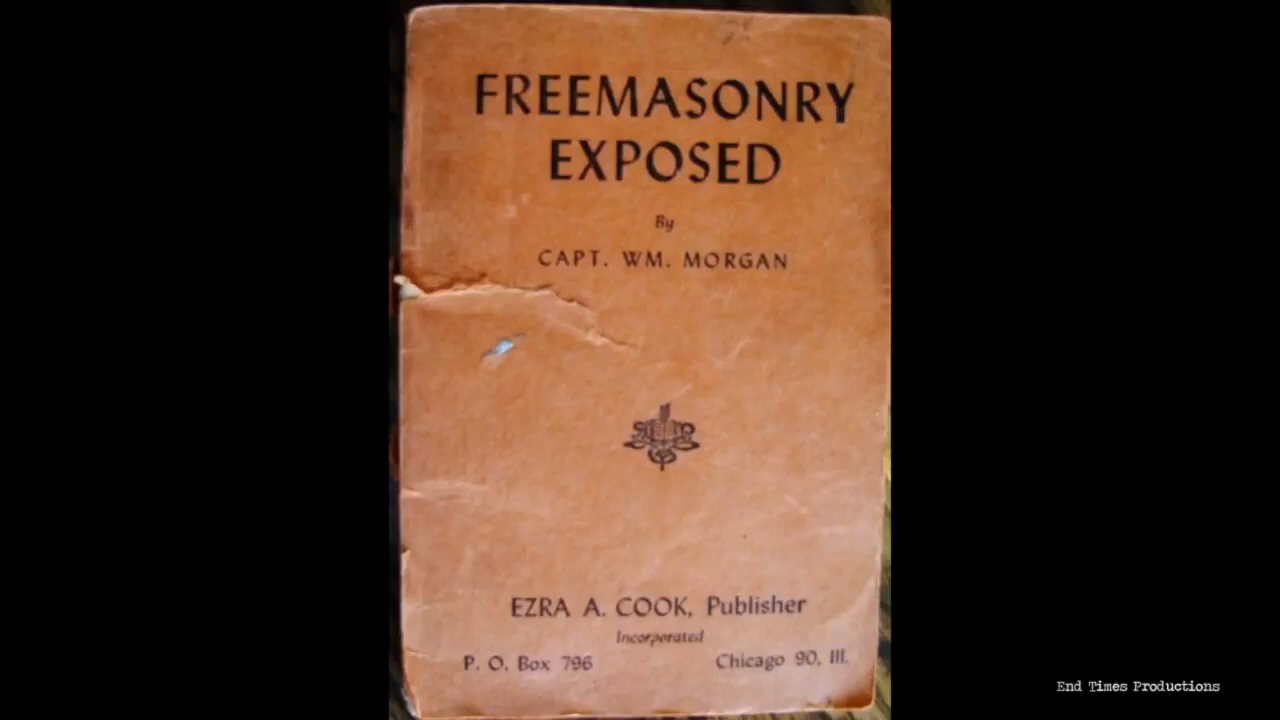 FREEMASONRY
EXPOSED
By
CAPT. WM. MORGAN
EZRA A. COOK, Publisher
Incorporated
P. O. Box 796 Chicago 90, Ill.
End Times Productions